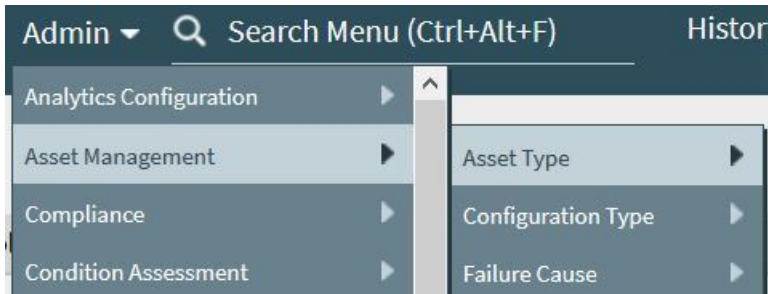 Admin Search Menu (Ctrl+Alt+F) Histor
Analytics Configuration
Asset Management Asset Type
Compliance Configuration Type
Condition Assessment Failure Cause